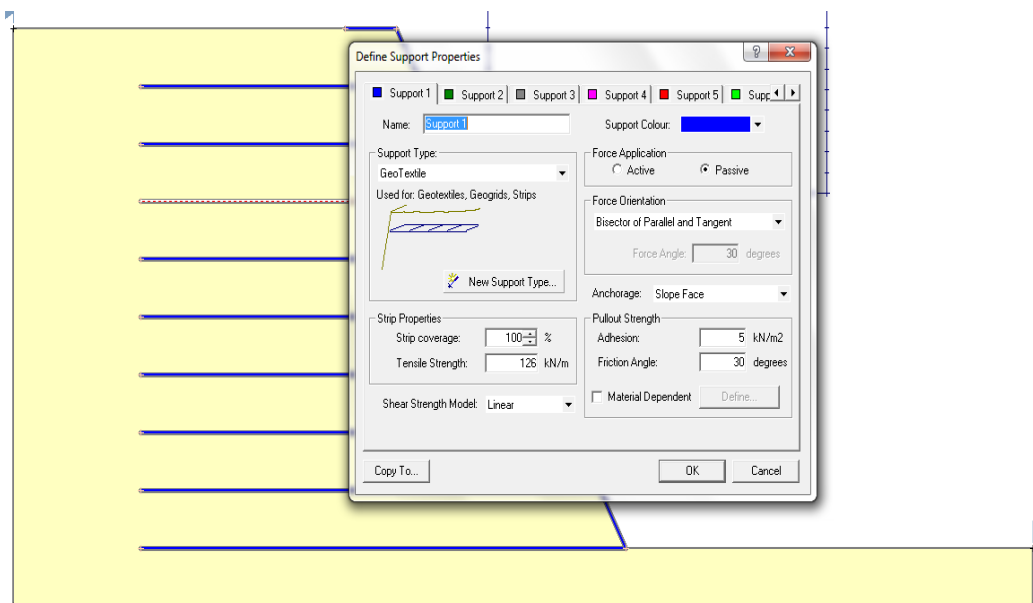 Define Support Properties
Support 1 Support 2 Support 3 Support 4 Support 5 Supp
Name: Support 1
Support Colour:
Support Type:
GeoTextile
Used for: Geotextiles, Geogrids, Strips
New Support Type...
Force Application
Active Passive
Force Orientation
Bisector of Parallel and Tangent
Force Angle: 30 degrees
Anchorage: Slope Face
Strip Properties
Strip coverage: 100 %
Tensile Strength: 126 kN/m
Shear Strength Model: Linear
Pullout Strength
Adhesion: 5 kN/m2
Friction Angle: 30 degrees
Material Dependent Define...
Copy To... OK Cancel